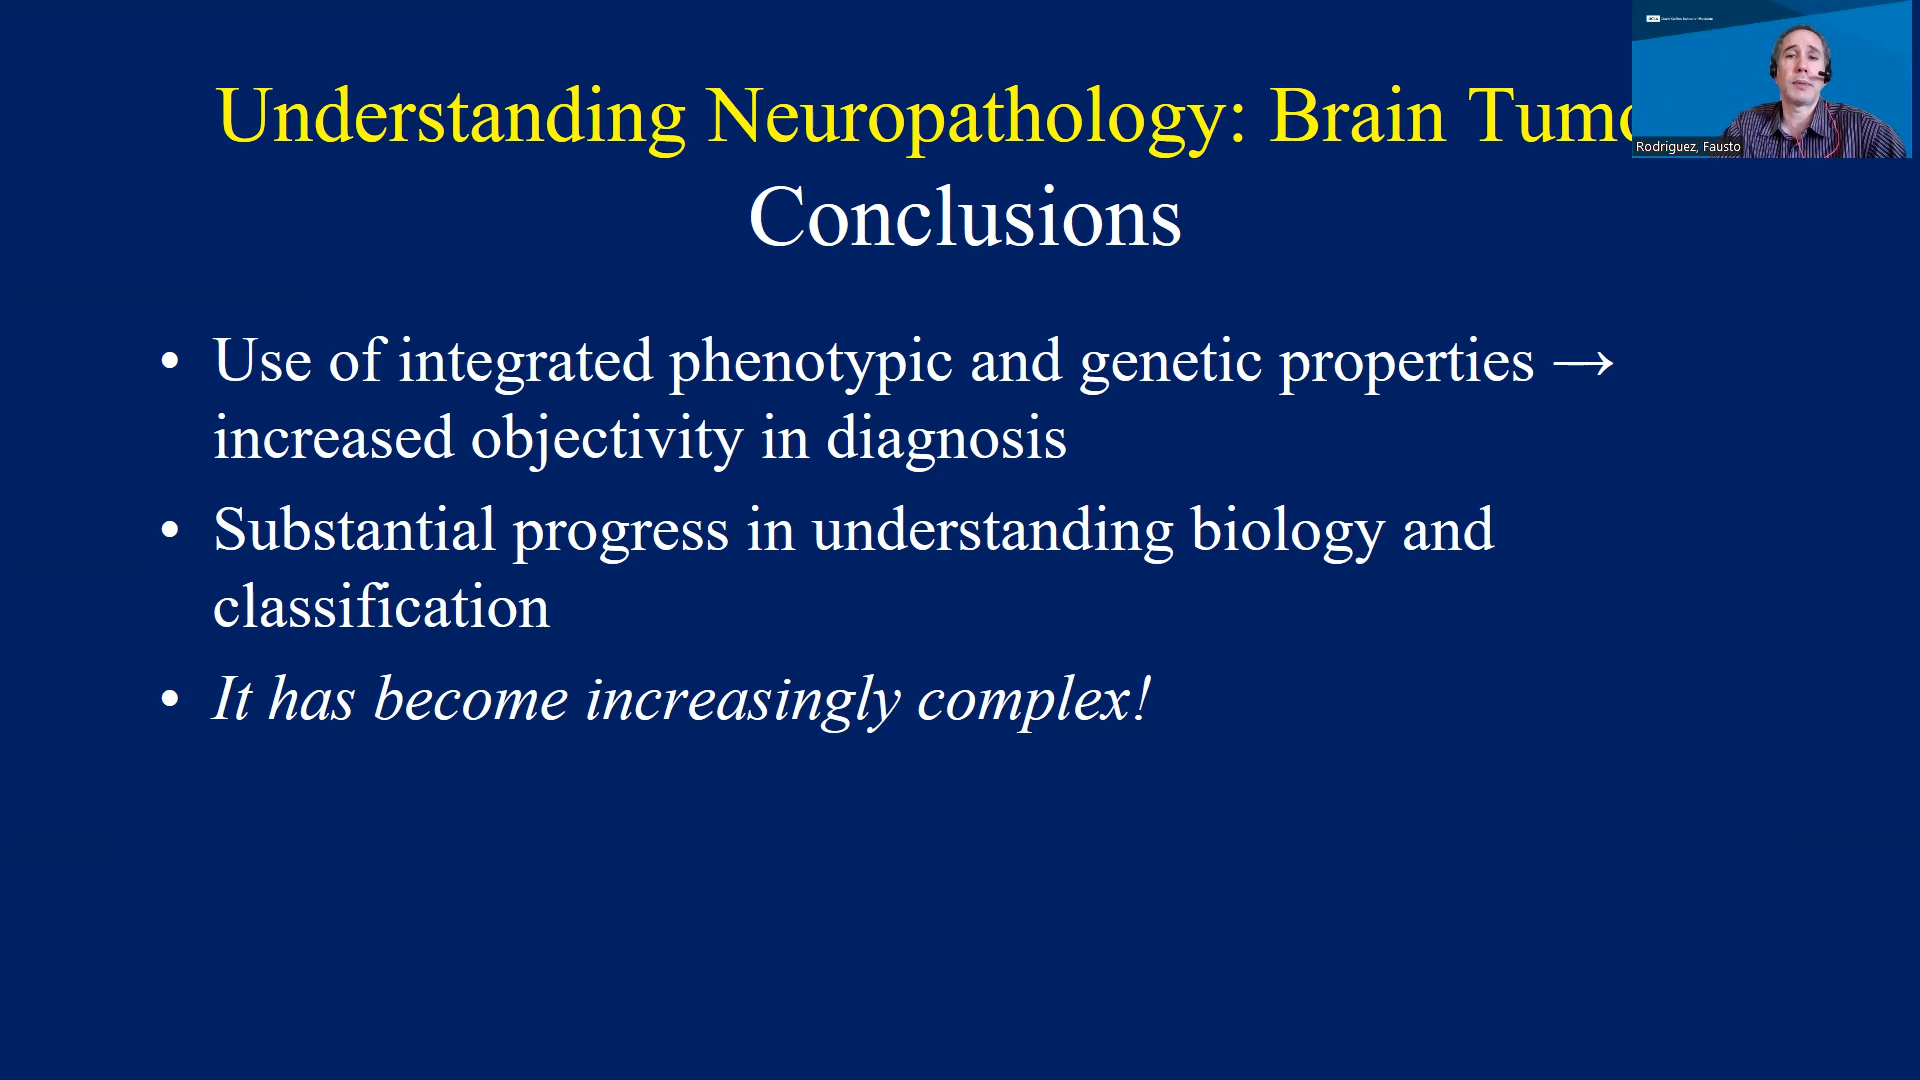 Understanding Neuropathology: Brain Tumo
Conclusions
Rodriguez, Fausto
• Use of integrated phenotypic and genetic properties →
increased objectivity in diagnosis
• Substantial progress in understanding biology and
classification
• It has become increasingly complex!